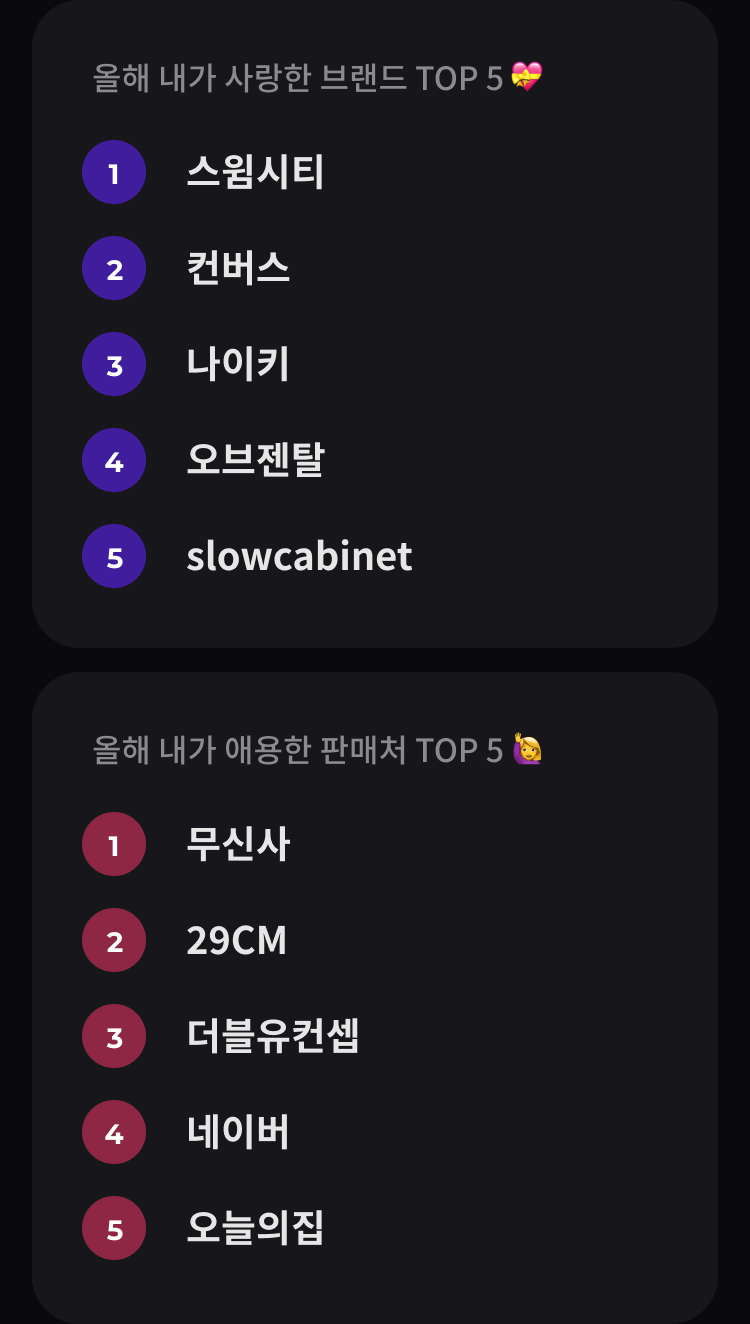 올해 내가 사랑한 브랜드 TOP 5 💝
1 스윔시티
2 컨버스
3 나이키
4 오브젠탈
5 slowcabinet
올해 내가 애용한 판매처 TOP 5 🙋‍♀️
1 무신사
2 29CM
3 더블유컨셉
4 네이버
5 오늘의집